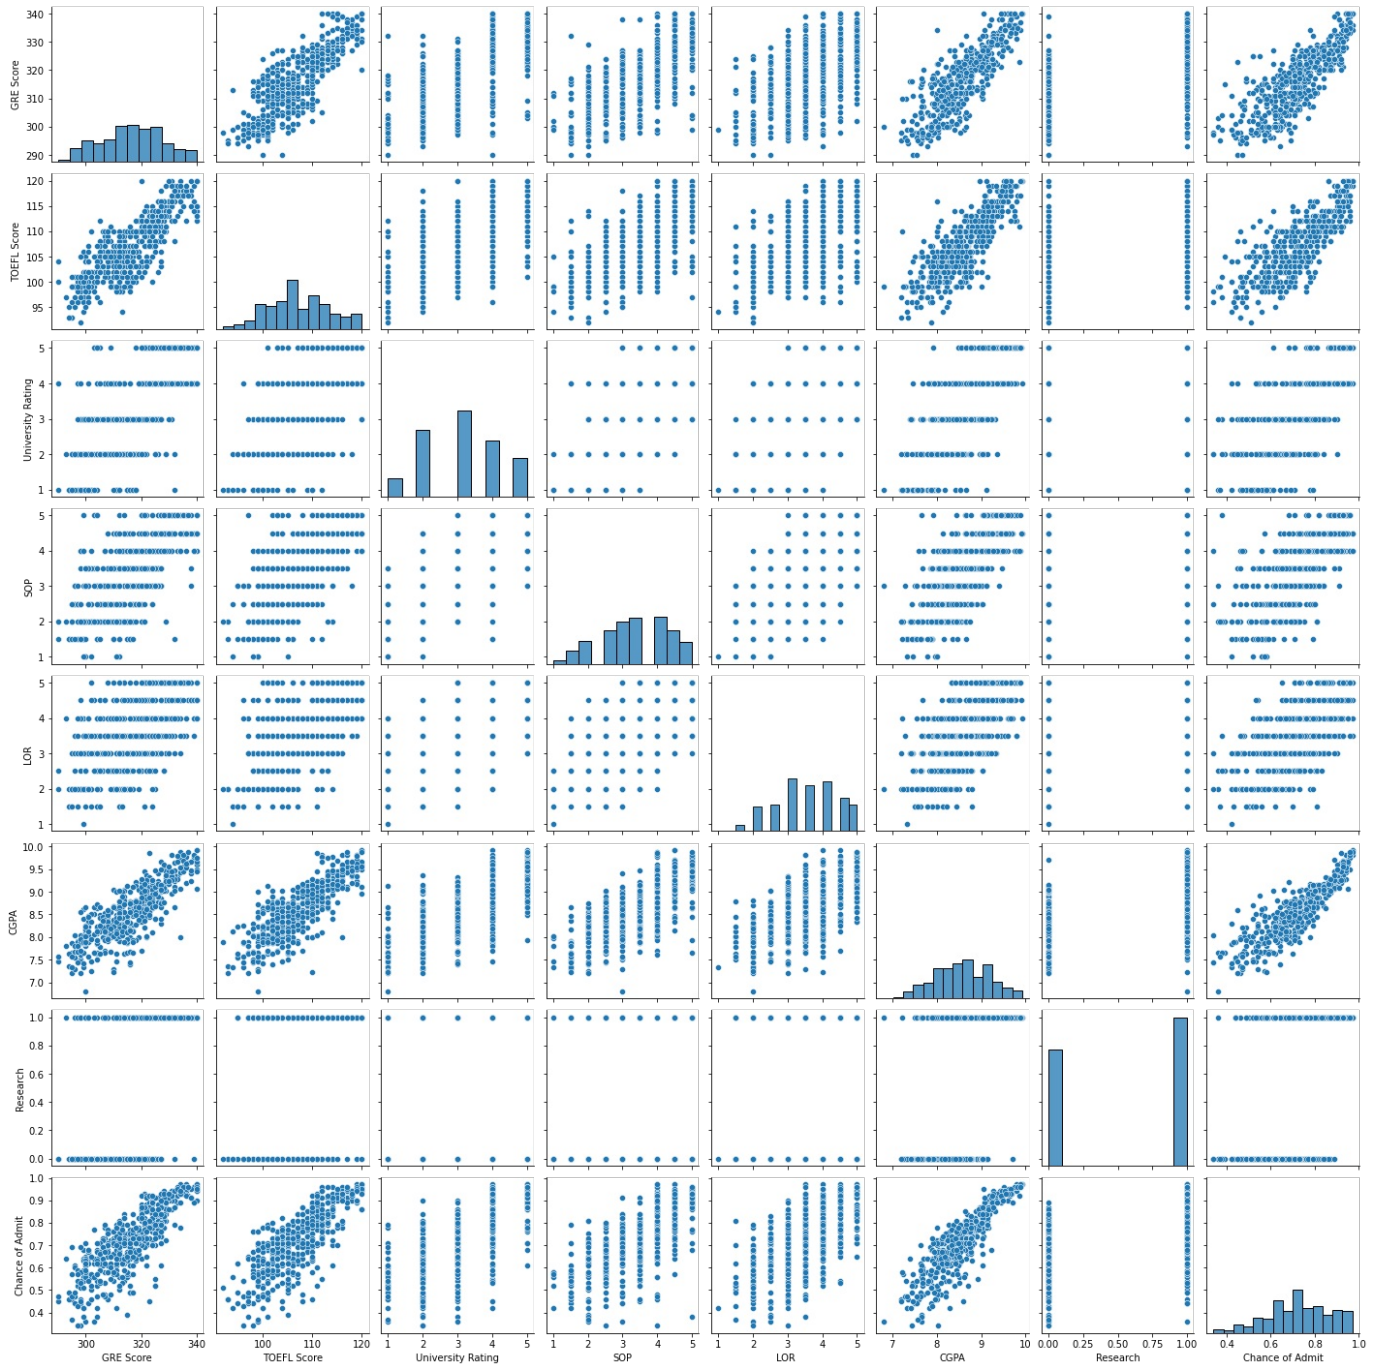 340
330
320
310
300
290
GRE Score
120
115
110
105
100
95
TOEFL Score
5
4
3
2
1
University Rating
5
4
3
2
1
SOP
5
4
3
2
1
LOR
10.0
9.5
9.0
8.5
8.0
7.5
7.0
CGPA
1.0
0.8
0.6
0.4
0.2
0.0
Research
1.0
0.9
0.8
0.7
0.6
0.5
0.4
Chance of Admit
300 320 340
GRE Score
100 110 120
TOEFL Score
1 2 3 4 5
University Rating
1 2 3 4 5
SOP
1 2 3 4 5
LOR
7 8 9 10
CGPA
0.00 0.25 0.50 0.75 1.00
Research
0.4 0.6 0.8 1.0
Chance of Admit